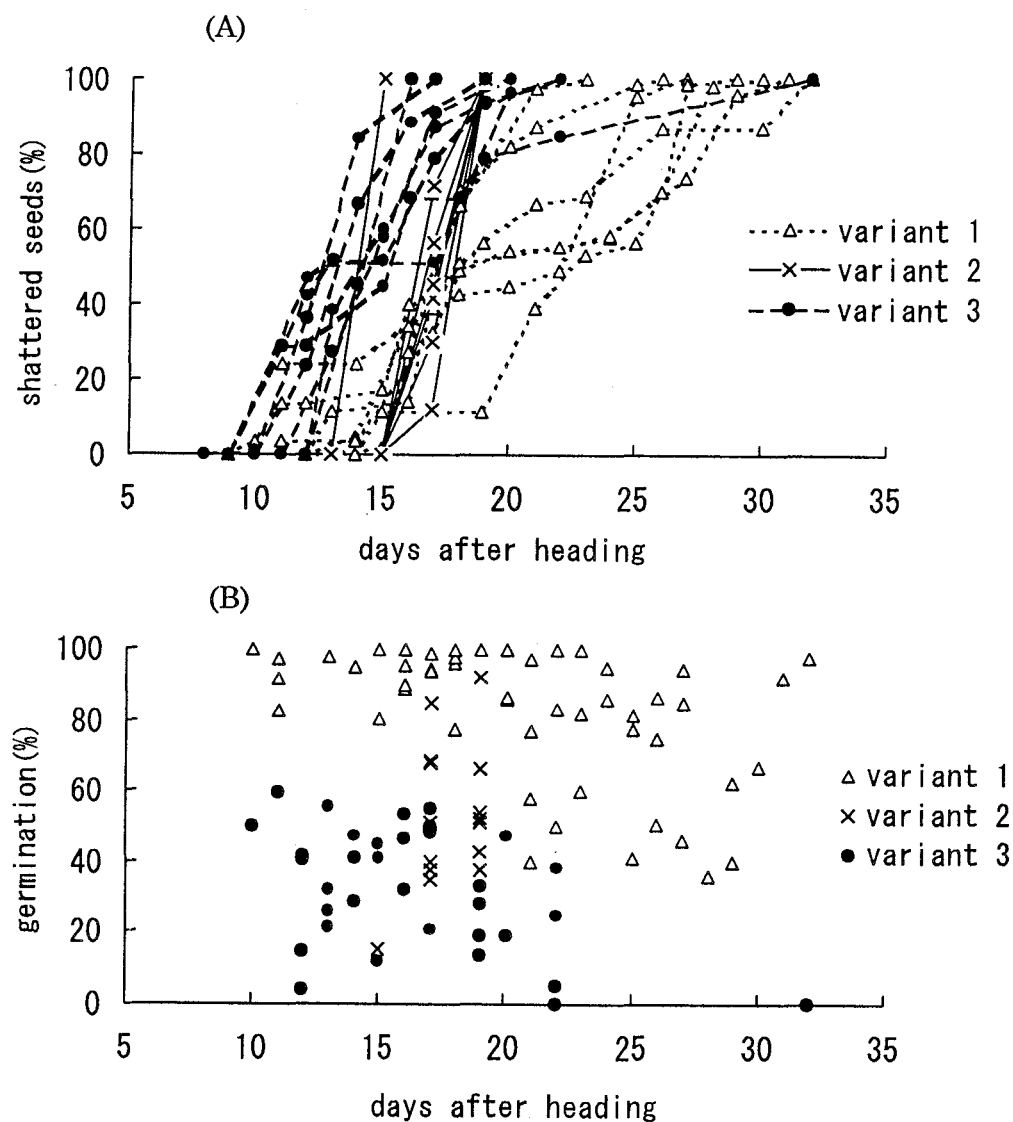 (A)
100
80
60
40
20
0
shattered seeds(%)
5 10 15 20 25 30 35
days after heading
variant 1
variant 2
variant 3
(B)
100
80
60
40
20
0
germination(%)
5 10 15 20 25 30 35
days after heading
variant 1
variant 2
variant 3